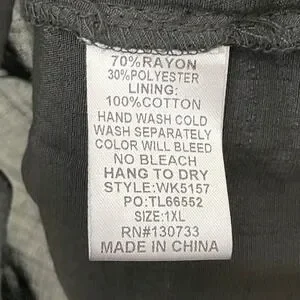 70%RAYON
30%POLYESTER
LINING:
100%COTTON
HAND WASH COLD
WASH SEPARATELY
COLOR WILL BLEED
NO BLEACH
HANG TO DRY
STYLE:WK5157
PO:TL66552
SIZE:1XL
RN#130733
MADE IN CHINA